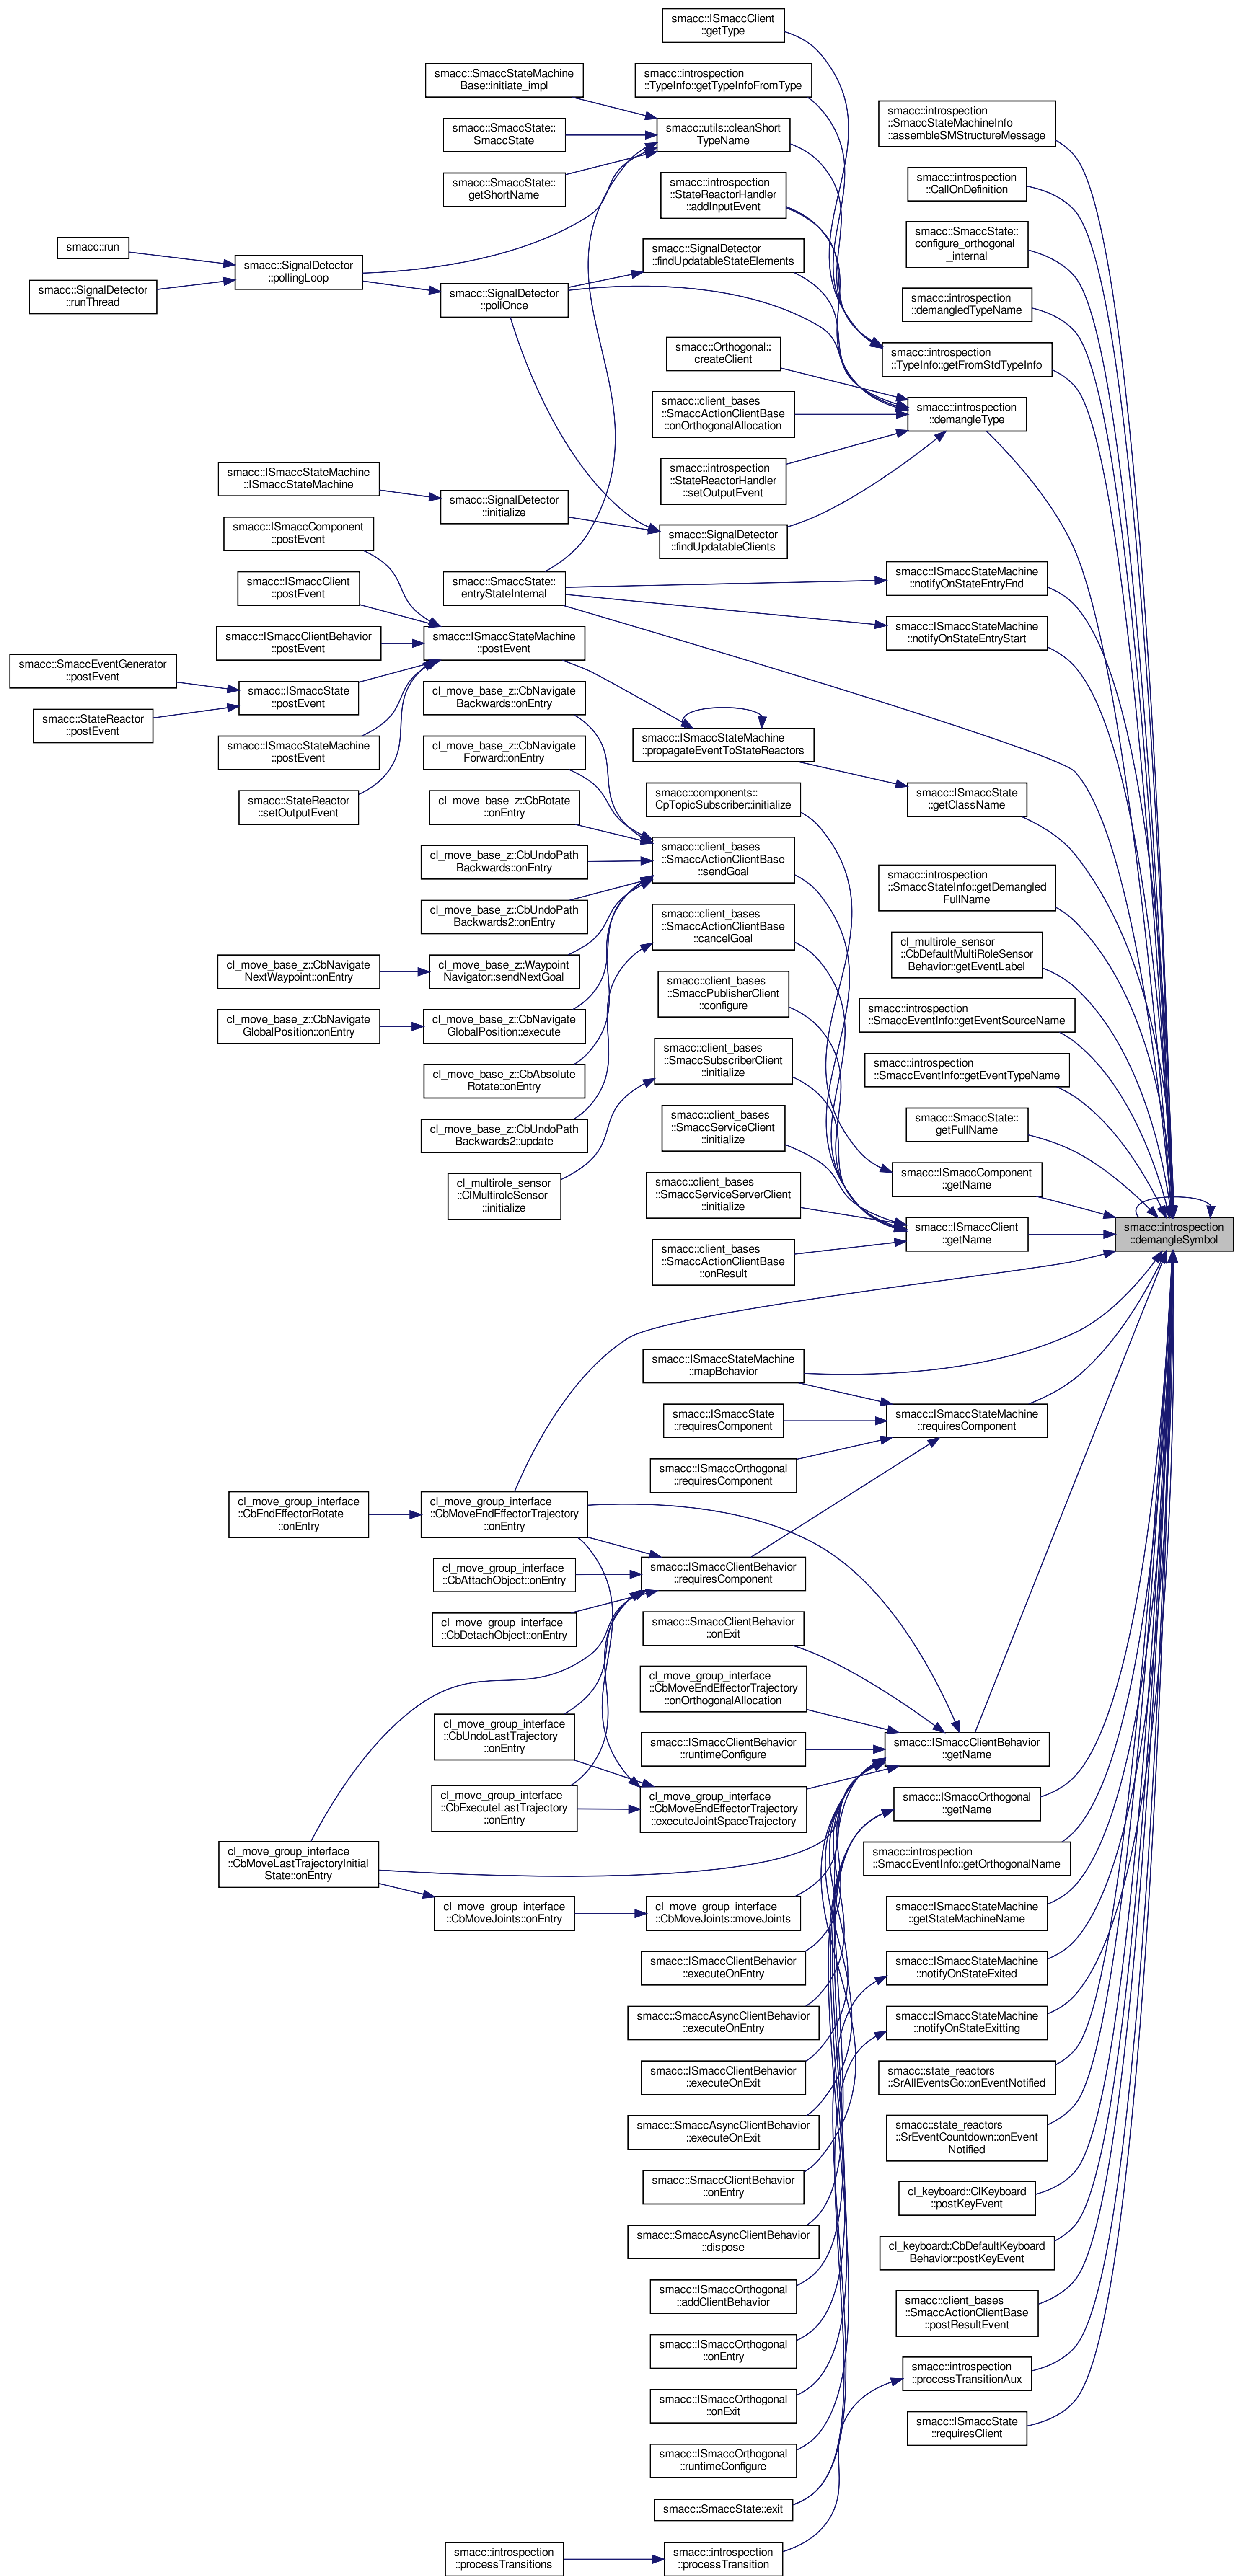 smacc::ISmaccClient
::getType
smacc::SmaccStateMachine
Base::initiate_impl
smacc::introspection
::TypeInfo::getTypeInfoFromType
smacc::introspection
::SmaccStateMachineInfo
::assembleSMStructureMessage
smacc::SmaccState::
SmaccState
smacc::utils::cleanShort
TypeName
smacc::SmaccState::
getShortName
smacc::introspection
::StateReactorHandler
::addInputEvent
smacc::introspection
::CallOnDefinition
smacc::SmaccState::
configure_orthogonal
_internal
smacc::run
smacc::SignalDetector
::runThread
smacc::SignalDetector
::pollingLoop
smacc::SignalDetector
::pollOnce
smacc::SignalDetector
::findUpdatableStateElements
smacc::introspection
::demangledTypeName
smacc::Orthogonal::
createClient
smacc::introspection
::TypeInfo::getFromStdTypeInfo
smacc::client_bases
::SmaccActionClientBase
::onOrthogonalAllocation
smacc::introspection
::demangleType
smacc::introspection
::StateReactorHandler
::setOutputEvent
smacc::ISmaccStateMachine
::ISmaccStateMachine
smacc::SignalDetector
::initialize
smacc::SignalDetector
::findUpdatableClients
smacc::ISmaccComponent
::postEvent
smacc::ISmaccClient
::postEvent
smacc::SmaccState::
entryStateInternal
smacc::ISmaccStateMachine
::notifyOnStateEntryEnd
smacc::ISmaccStateMachine
::notifyOnStateEntryStart
smacc::ISmaccClientBehavior
::postEvent
smacc::ISmaccStateMachine
::postEvent
smacc::SmaccEventGenerator
::postEvent
smacc::ISmaccState
::postEvent
smacc::StateReactor
::postEvent
smacc::ISmaccStateMachine
::postEvent
smacc::StateReactor
::setOutputEvent
cl_move_base_z::CbNavigate
Backwards::onEntry
cl_move_base_z::CbNavigate
Forward::onEntry
smacc::ISmaccStateMachine
::propagateEventToStateReactors
cl_move_base_z::CbRotate
::onEntry
smacc::components::
CpTopicSubscriber::initialize
smacc::ISmaccState
::getClassName
cl_move_base_z::CbUndoPath
Backwards::onEntry
smacc::client_bases
::SmaccActionClientBase
::sendGoal
smacc::introspection
::SmaccStateInfo::getDemangled
FullName
cl_move_base_z::CbUndoPath
Backwards2::onEntry
smacc::client_bases
::SmaccActionClientBase
::cancelGoal
cl_multirole_sensor
::CbDefaultMultiRoleSensor
Behavior::getEventLabel
cl_move_base_z::CbNavigate
NextWaypoint::onEntry
cl_move_base_z::Waypoint
Navigator::sendNextGoal
smacc::client_bases
::SmaccPublisherClient
::configure
smacc::introspection
::SmaccEventInfo::getEventSourceName
cl_move_base_z::CbNavigate
GlobalPosition::onEntry
cl_move_base_z::CbNavigate
GlobalPosition::execute
smacc::client_bases
::SmaccSubscriberClient
::initialize
smacc::introspection
::SmaccEventInfo::getEventTypeName
cl_move_base_z::CbAbsolute
Rotate::onEntry
cl_move_base_z::CbUndoPath
Backwards2::update
smacc::client_bases
::SmaccServiceClient
::initialize
smacc::SmaccState::
getFullName
cl_multirole_sensor
::ClMultiroleSensor
::initialize
smacc::client_bases
::SmaccServiceServerClient
::initialize
smacc::ISmaccComponent
::getName
smacc::client_bases
::SmaccActionClientBase
::onResult
smacc::ISmaccClient
::getName
smacc::introspection
::demangleSymbol
smacc::ISmaccStateMachine
::mapBehavior
smacc::ISmaccState
::requiresComponent
smacc::ISmaccStateMachine
::requiresComponent
smacc::ISmaccOrthogonal
::requiresComponent
cl_move_group_interface
::CbEndEffectorRotate
::onEntry
cl_move_group_interface
::CbMoveEndEffectorTrajectory
::onEntry
cl_move_group_interface
::CbAttachObject::onEntry
smacc::ISmaccClientBehavior
::requiresComponent
cl_move_group_interface
::CbDetachObject::onEntry
smacc::SmaccClientBehavior
::onExit
cl_move_group_interface
::CbMoveEndEffectorTrajectory
::onOrthogonalAllocation
cl_move_group_interface
::CbUndoLastTrajectory
::onEntry
smacc::ISmaccClientBehavior
::runtimeConfigure
smacc::ISmaccClientBehavior
::getName
cl_move_group_interface
::CbExecuteLastTrajectory
::onEntry
cl_move_group_interface
::CbMoveEndEffectorTrajectory
::executeJointSpaceTrajectory
smacc::ISmaccOrthogonal
::getName
cl_move_group_interface
::CbMoveLastTrajectoryInitial
State::onEntry
smacc::introspection
::SmaccEventInfo::getOrthogonalName
cl_move_group_interface
::CbMoveJoints::onEntry
cl_move_group_interface
::CbMoveJoints::moveJoints
smacc::ISmaccStateMachine
::getStateMachineName
smacc::ISmaccClientBehavior
::executeOnEntry
smacc::ISmaccStateMachine
::notifyOnStateExited
smacc::SmaccAsyncClientBehavior
::executeOnEntry
smacc::ISmaccStateMachine
::notifyOnStateExitting
smacc::ISmaccClientBehavior
::executeOnExit
smacc::state_reactors
::SrAllEventsGo::onEventNotified
smacc::SmaccAsyncClientBehavior
::executeOnExit
smacc::state_reactors
::SrEventCountdown::onEvent
Notified
smacc::SmaccClientBehavior
::onEntry
cl_keyboard::ClKeyboard
::postKeyEvent
smacc::SmaccAsyncClientBehavior
::dispose
cl_keyboard::CbDefaultKeyboard
Behavior::postKeyEvent
smacc::ISmaccOrthogonal
::addClientBehavior
smacc::client_bases
::SmaccActionClientBase
::postResultEvent
smacc::ISmaccOrthogonal
::onEntry
smacc::introspection
::processTransitionAux
smacc::ISmaccOrthogonal
::onExit
smacc::ISmaccState
::requiresClient
smacc::ISmaccOrthogonal
::runtimeConfigure
smacc::SmaccState::exit
smacc::introspection
::processTransitions
smacc::introspection
::processTransition